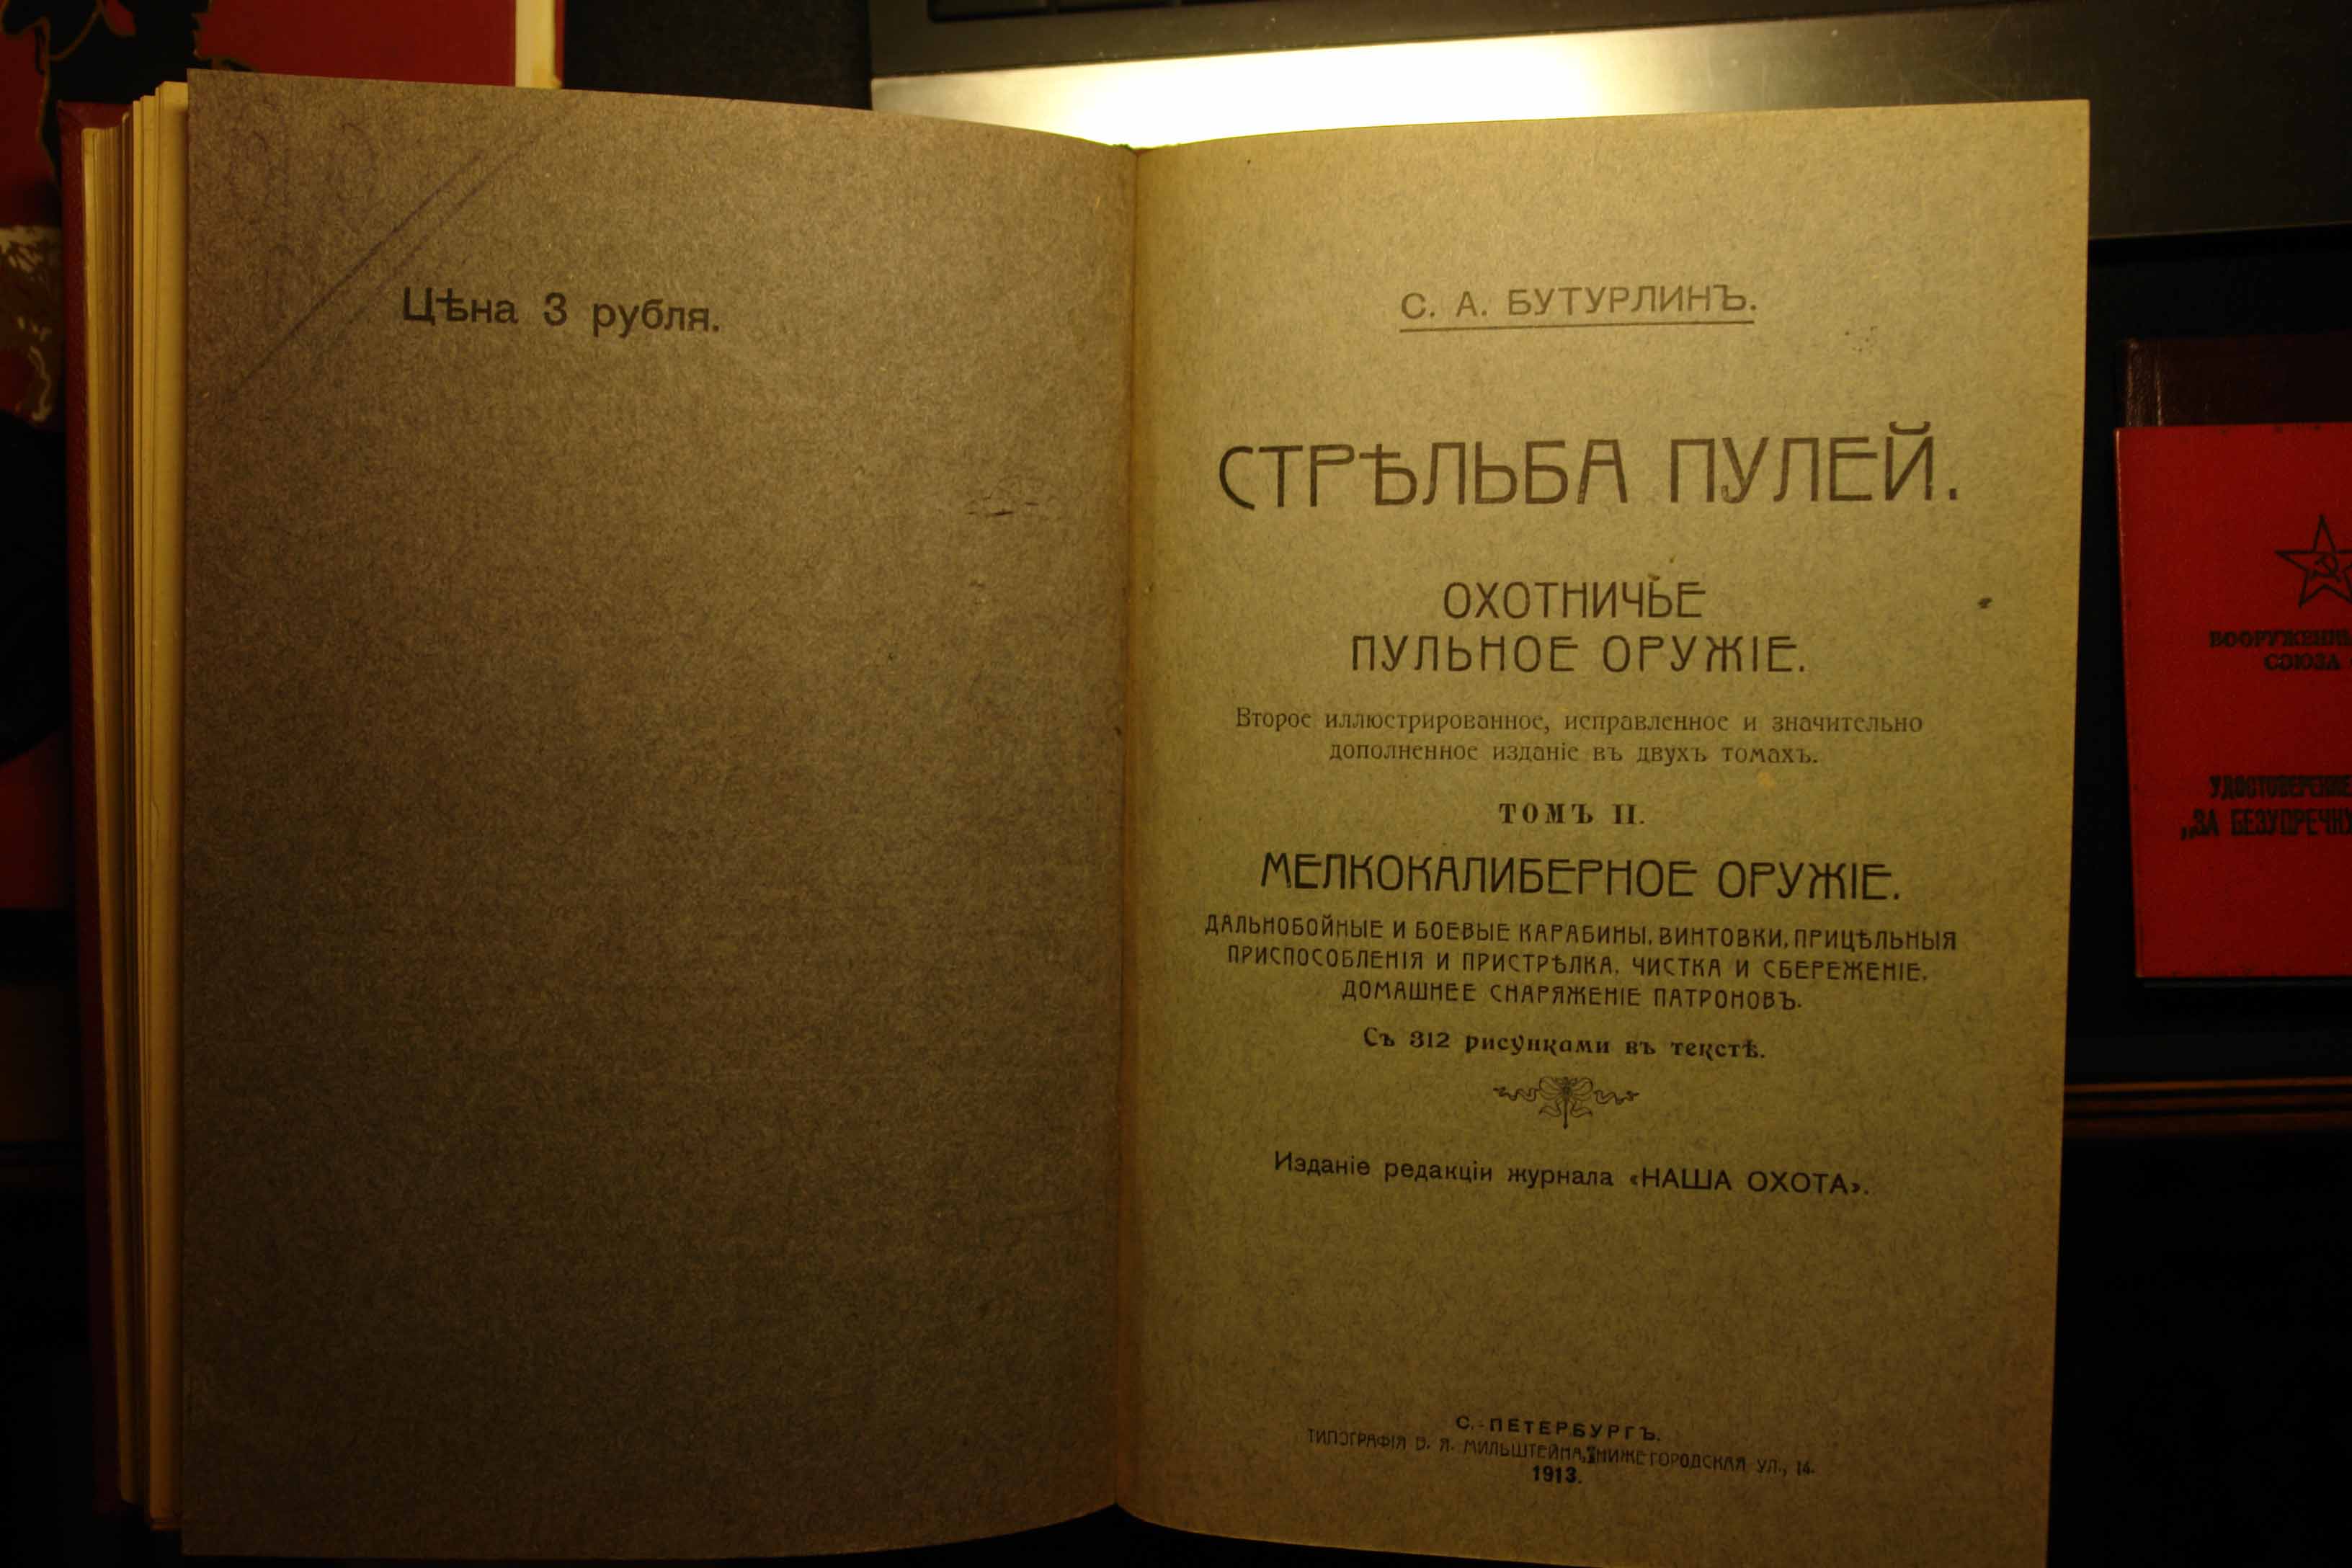 Цѣна 3 рубля.
С. А. БУТУРЛИНЪ.
СТРѢЛЬБА ПУЛЕЙ.
ОХОТНИЧЬЕ
ПУЛЬНОЕ ОРУЖІЕ.
Второе иллюстрированное, исправленное и значительно
дополненное изданіе въ двухъ томахъ.
ТОМЪ II.
МЕЛКОКАЛИБЕРНОЕ ОРУЖІЕ.
ДАЛЬНОБОЙНЫЕ И БОЕВЫЕ КАРАБИНЫ, ВИНТОВКИ, ПРИЦѢЛЬНЫЯ
ПРИСПОСОБЛЕНІЯ И ПРИСТРѢЛКА, ЧИСТКА И СБЕРЕЖЕНІЕ,
ДОМАШНЕЕ СНАРЯЖЕНІЕ ПАТРОНОВЪ.
Съ 312 рисунками въ текстѣ.
Изданіе редакціи журнала «НАША ОХОТА».
С.-ПЕТЕРБУРГЪ.
ТИПОГРАФІЯ В. Я. МИЛЬШТЕЙНА, НИЖЕГОРОДСКАЯ УЛ., 14.
1913.
СОЮЗА
УДОСТОВЕРЕНИЕ
„ЗА